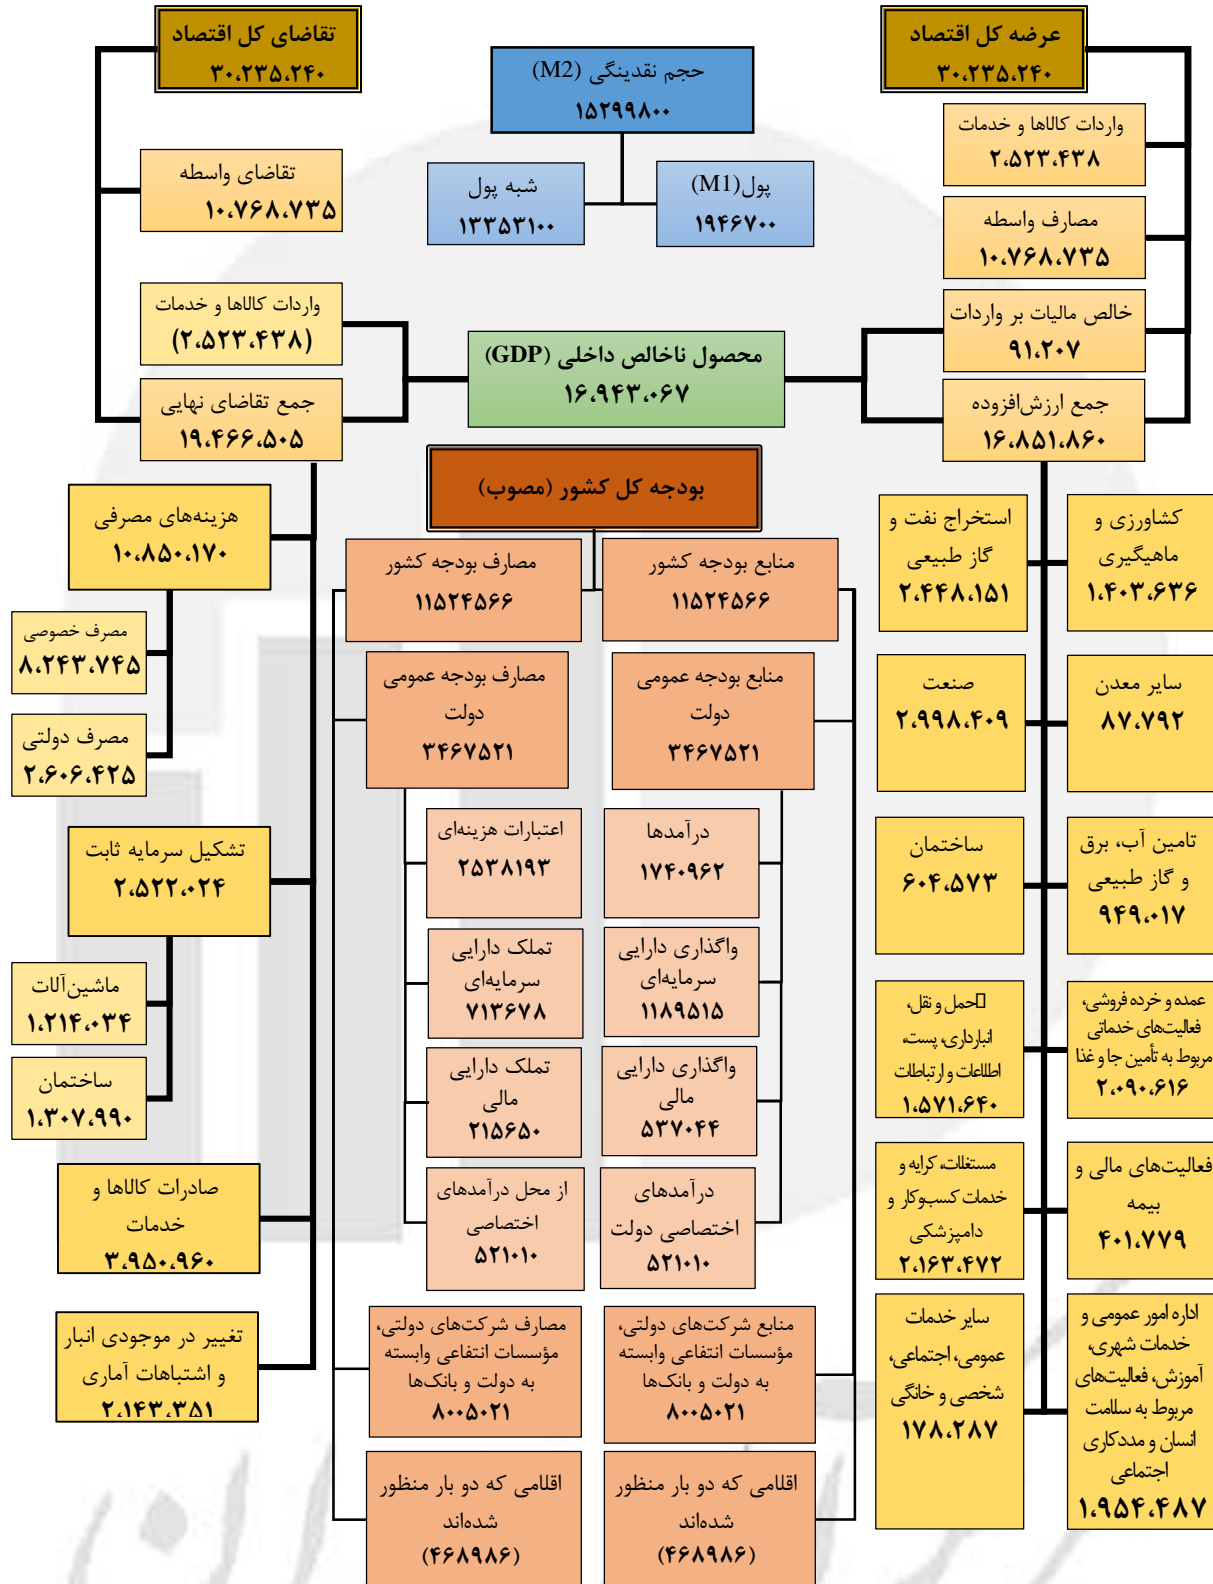 عرضه کل اقتصاد
۳۰،۲۳۵،۲۴۰
واردات کالاها و خدمات
۲،۵۲۳،۴۳۸
مصارف واسطه
۱۰،۷۶۸،۷۳۵
خالص مالیات بر واردات
۹۱،۲۰۷
جمع ارزش‌افزوده
۱۶،۸۵۱،۸۶۰
حجم نقدینگی (M2)
۱۵۲۹۹۸۰۰
پول(M1)
۱۹۴۶۷۰۰
شبه پول
۱۳۳۵۳۱۰۰
تقاضای کل اقتصاد
۳۰،۲۳۵،۲۴۰
تقاضای واسطه
۱۰،۷۶۸،۷۳۵
واردات کالاها و خدمات
(۲،۵۲۳،۴۳۸)
جمع تقاضای نهایی
۱۹،۴۶۶،۵۰۵
محصول ناخالص داخلی (GDP)
۱۶،۹۴۳،۰۶۷
کشاورزی و
ماهیگیری
۱،۴۰۳،۶۳۶
استخراج نفت و
گاز طبیعی
۲،۴۴۸،۱۵۱
سایر معدن
۸۷،۷۹۲
صنعت
۲،۹۹۸،۴۰۹
تامین آب، برق
و گاز طبیعی
۹۴۹،۰۱۷
ساختمان
۶۰۴،۵۷۳
عمده و خرده فروشی،
فعالیت‌های خدماتی
مربوط به تأمین جا و غذا
۲،۰۹۰،۶۱۶
حمل و نقل،
انبارداری، پست،
اطلاعات و ارتباطات
۱،۵۷۱،۶۴۰
فعالیت‌های مالی و
بیمه
۴۰۱،۷۷۹
مستغلات، کرایه و
خدمات کسب‌وکار و
دامپزشکی
۲،۱۶۳،۴۷۲
اداره امور عمومی و
خدمات شهری،
آموزش، فعالیت‌های
مربوط به سلامت
انسان و مددکاری
اجتماعی
۱،۹۵۴،۴۸۷
سایر خدمات
عمومی، اجتماعی،
شخصی و خانگی
۱۷۸،۲۸۷
بودجه کل کشور (مصوب)
منابع بودجه کشور
۱۱۵۲۴۵۶۶
مصارف بودجه کشور
۱۱۵۲۴۵۶۶
منابع بودجه عمومی
دولت
۳۴۶۷۵۲۱
مصارف بودجه عمومی
دولت
۳۴۶۷۵۲۱
درآمدها
۱۷۴۰۹۶۲
اعتبارات هزینه‌ای
۲۵۳۸۱۹۳
واگذاری دارایی
سرمایه‌ای
۱۱۸۹۵۱۵
تملک دارایی
سرمایه‌ای
۷۱۳۶۷۸
واگذاری دارایی
مالی
۵۳۷۰۴۴
تملک دارایی
مالی
۲۱۵۶۵۰
درآمدهای
اختصاصی دولت
۵۲۱۰۱۰
از محل درآمدهای
اختصاصی
۵۲۱۰۱۰
منابع شرکت‌های دولتی،
مؤسسات انتفاعی وابسته
به دولت و بانک‌ها
۸۰۰۵۰۲۱
مصارف شرکت‌های دولتی،
مؤسسات انتفاعی وابسته
به دولت و بانک‌ها
۸۰۰۵۰۲۱
اقلامی که دو بار منظور
شده‌اند
(۴۶۸۹۸۶)
اقلامی که دو بار منظور
شده‌اند
(۴۶۸۹۸۶)
هزینه‌های مصرفی
۱۰،۸۵۰،۱۷۰
مصرف خصوصی
۸،۲۴۳،۷۴۵
مصرف دولتی
۲،۶۰۶،۴۲۵
تشکیل سرمایه ثابت
۲،۵۲۲،۰۲۴
ماشین‌آلات
۱،۲۱۴،۰۳۴
ساختمان
۱،۳۰۷،۹۹۰
صادرات کالاها و
خدمات
۳،۹۵۰،۹۶۰
تغییر در موجودی انبار
و اشتباهات آماری
۲،۱۴۳،۳۵۱